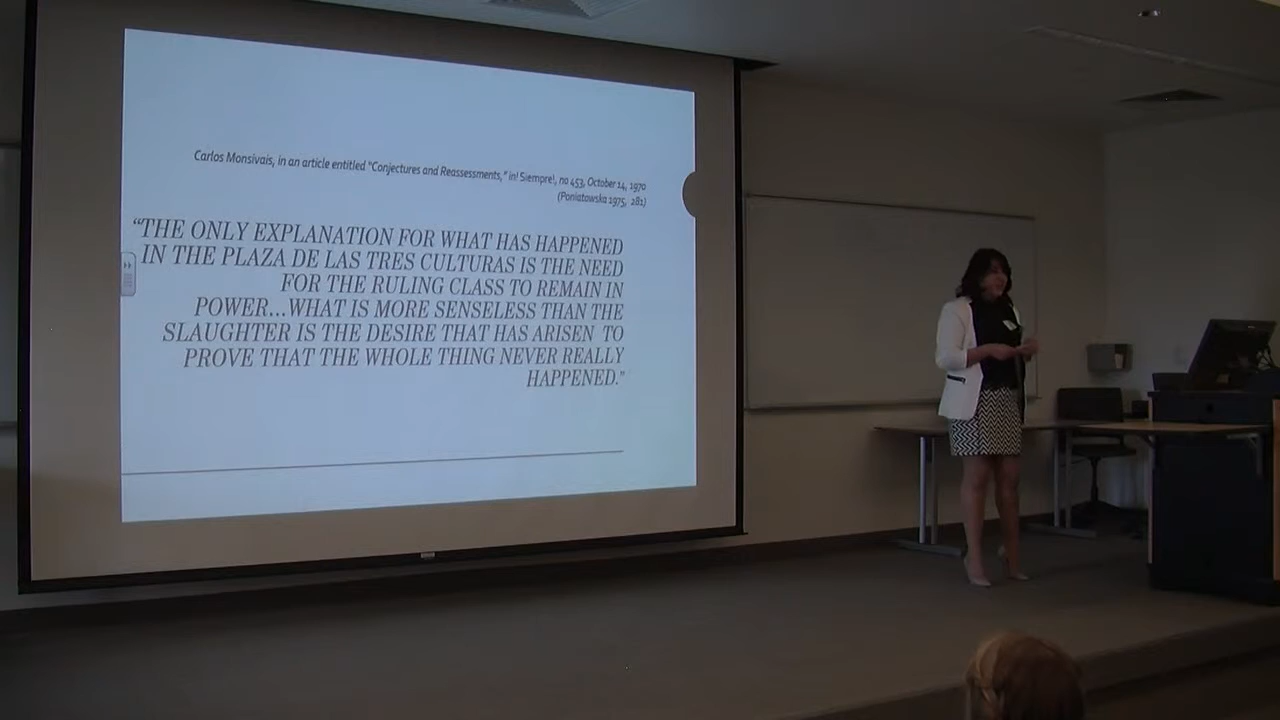 Carlos Monsivais, in an article entitled "Conjectures and Reassessments," in! Siempre!, no 453, October 14, 1970
(Poniatowska 1975, 281)
"THE ONLY EXPLANATION FOR WHAT HAS HAPPENED
IN THE PLAZA DE LAS TRES CULTURAS IS THE NEED
FOR THE RULING CLASS TO REMAIN IN
POWER...WHAT IS MORE SENSELESS THAN THE
SLAUGHTER IS THE DESIRE THAT HAS ARISEN TO
PROVE THAT THE WHOLE THING NEVER REALLY
HAPPENED."